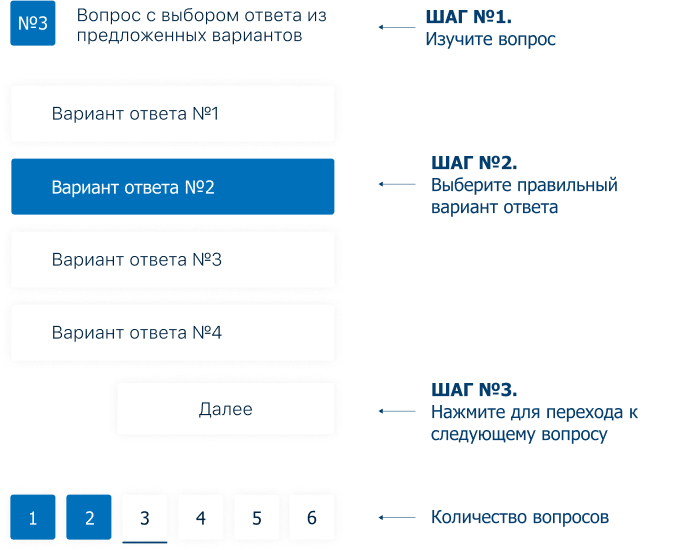 №3
Вопрос с выбором ответа из
предложенных вариантов
ШАГ №1.
Изучите вопрос
Вариант ответа №1
Вариант ответа №2
ШАГ №2.
Выберите правильный
вариант ответа
Вариант ответа №3
Вариант ответа №4
Далее
ШАГ №3.
Нажмите для перехода к
следующему вопросу
1 2 3 4 5 6
Количество вопросов